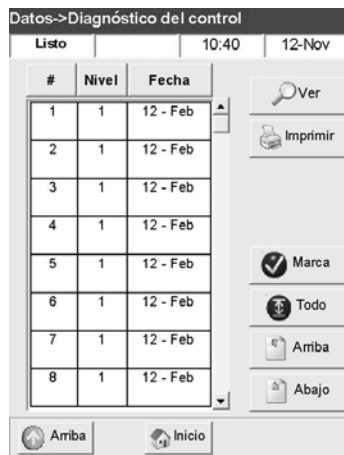 Datos->Diagnóstico del control
Listo 10:40 12-Nov
# Nivel Fecha
Ver
1 1 12 - Feb
Imprimir
2 1 12 - Feb
3 1 12 - Feb
4 1 12 - Feb
5 1 12 - Feb
Marca
6 1 12 - Feb
Todo
7 1 12 - Feb
Arriba
8 1 12 - Feb
Abajo
Arriba Inicio